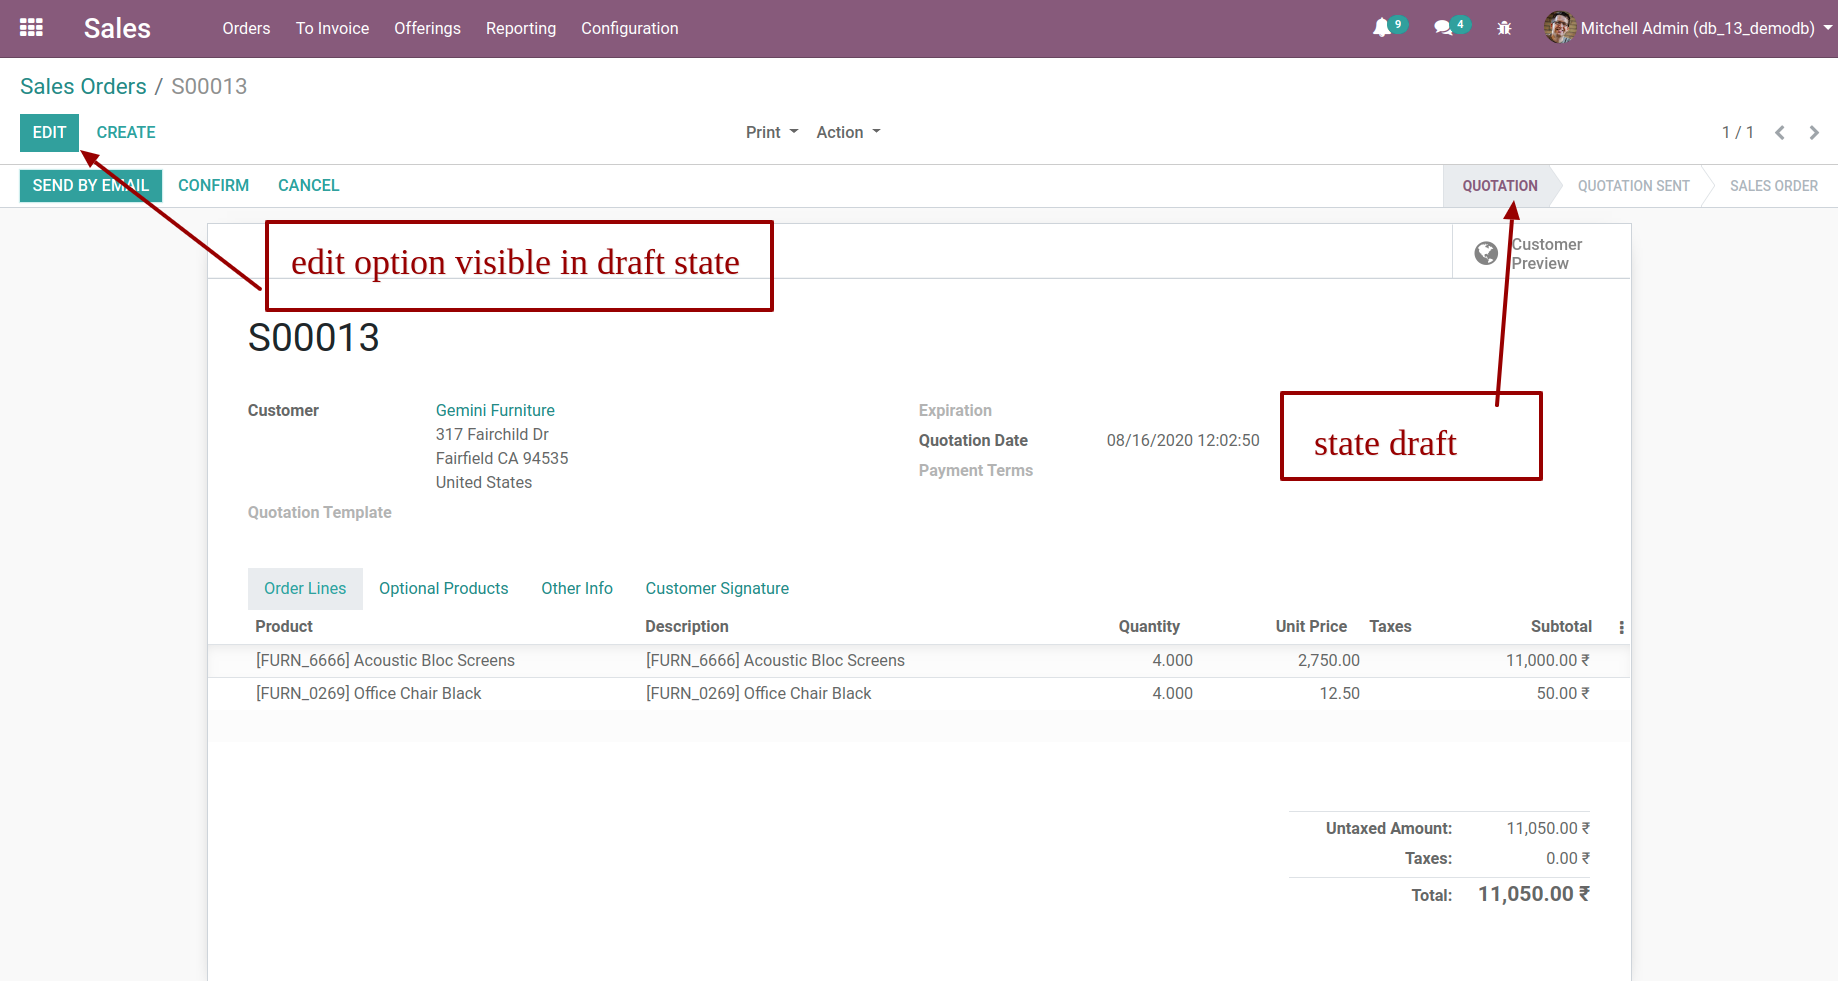 Sales Orders To Invoice Offerings Reporting Configuration 9 4 Mitchell Admin (db_13_demodb)
Sales Orders / S00013
EDIT CREATE Print Action 1 / 1
SEND BY EMAIL CONFIRM CANCEL QUOTATION QUOTATION SENT SALES ORDER
edit option visible in draft state
Customer
Preview
S00013
Customer Gemini Furniture Expiration
317 Fairchild Dr
Quotation Date 08/16/2020 12:02:50
state draft
Fairfield CA 94535
Payment Terms
United States
Quotation Template
Order Lines Optional Products Other Info Customer Signature
Product Description Quantity Unit Price Taxes Subtotal
[FURN_6666] Acoustic Bloc Screens [FURN_6666] Acoustic Bloc Screens 4.000 2,750.00 11,000.00 ₹
[FURN_0269] Office Chair Black [FURN_0269] Office Chair Black 4.000 12.50 50.00 ₹
Untaxed Amount: 11,050.00 ₹
Taxes: 0.00 ₹
Total: 11,050.00 ₹